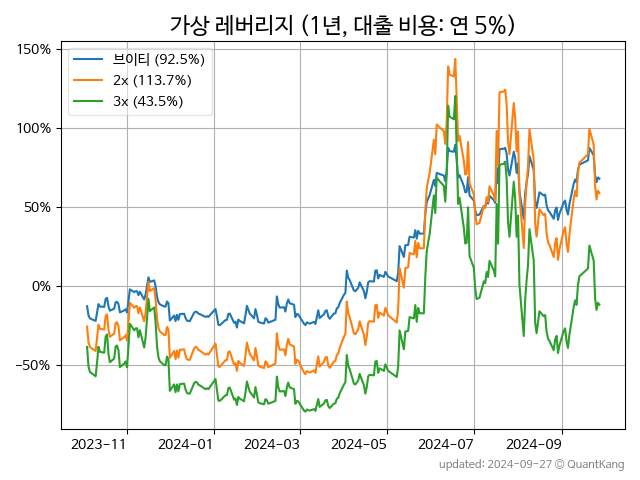 가상 레버리지 (1년, 대출 비용: 연 5%)
150%
100%
50%
0%
−50%
브이티 (92.5%)
2x (113.7%)
3x (43.5%)
2023-11
2024-01
2024-03
2024-05
2024-07
2024-09
updated: 2024-09-27 © QuantKang